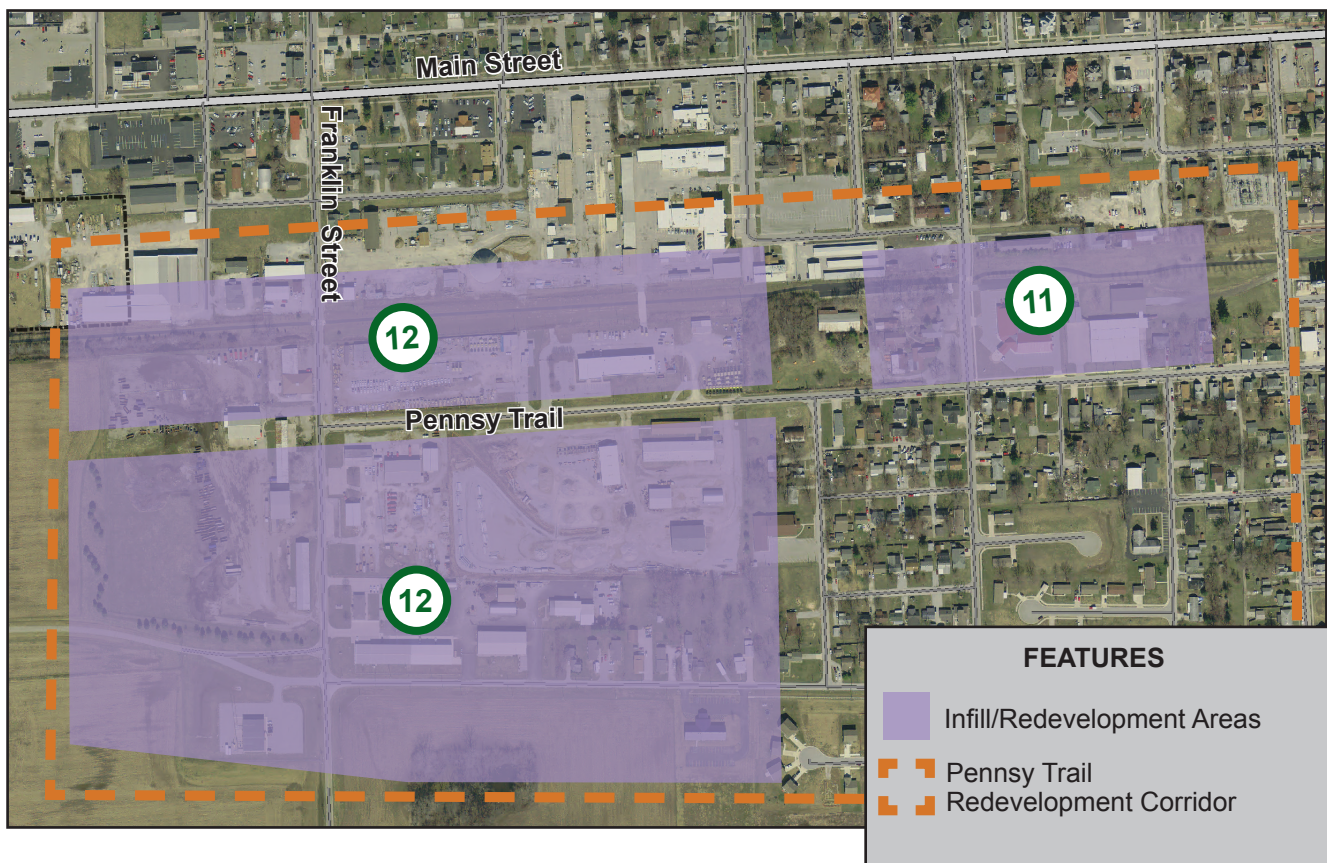 Main Street
Franklin Street
11
12
Pennsy Trail
12
FEATURES
Infill/Redevelopment Areas
Pennsy Trail
Redevelopment Corridor